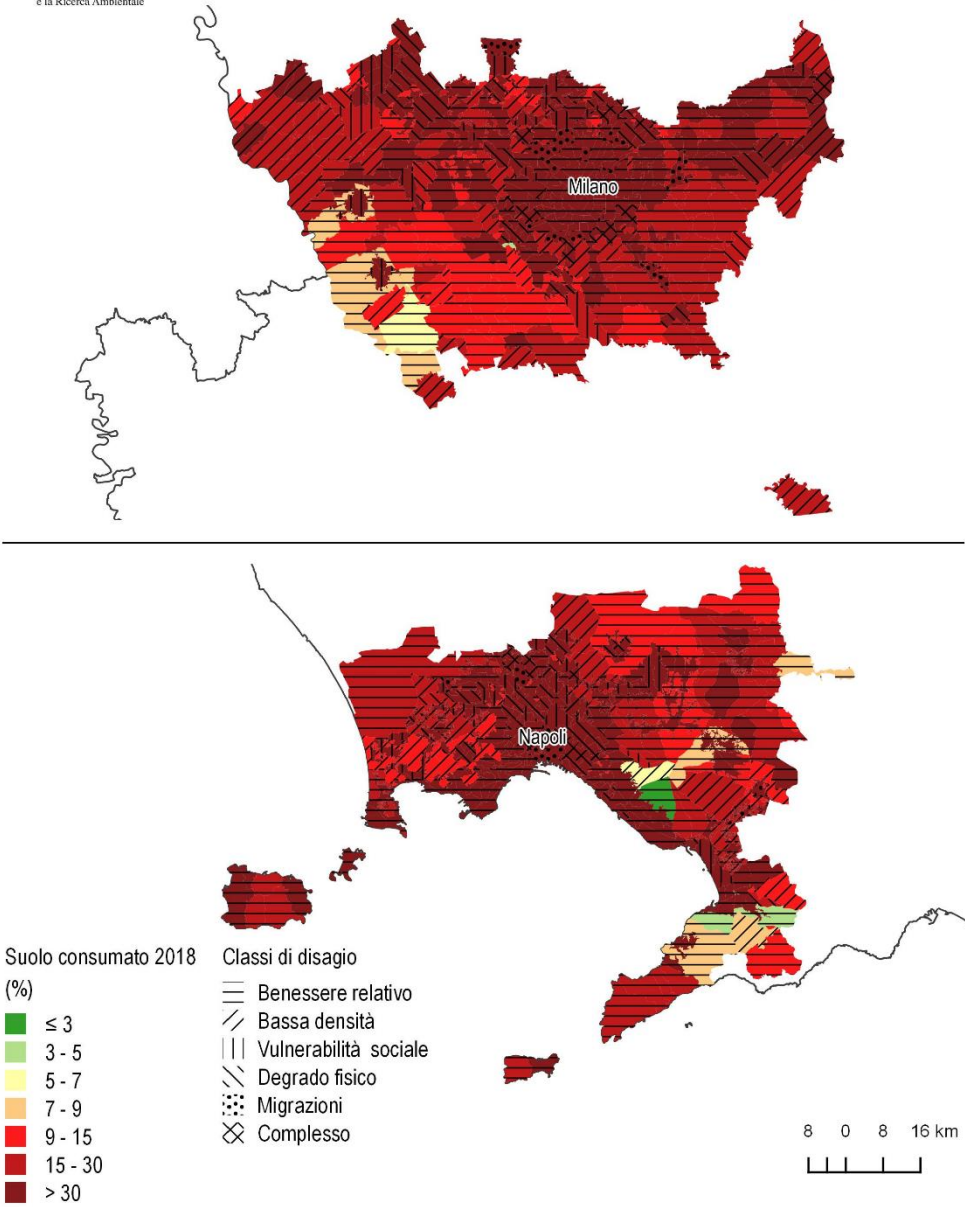 e la Ricerca Ambientale
Milano
Napoli
Suolo consumato 2018
(%)
≤ 3
3 - 5
5 - 7
7 - 9
9 - 15
15 - 30
> 30
Classi di disagio
Benessere relativo
Bassa densità
Vulnerabilità sociale
Degrado fisico
Migrazioni
Complesso
8 0 8 16 km